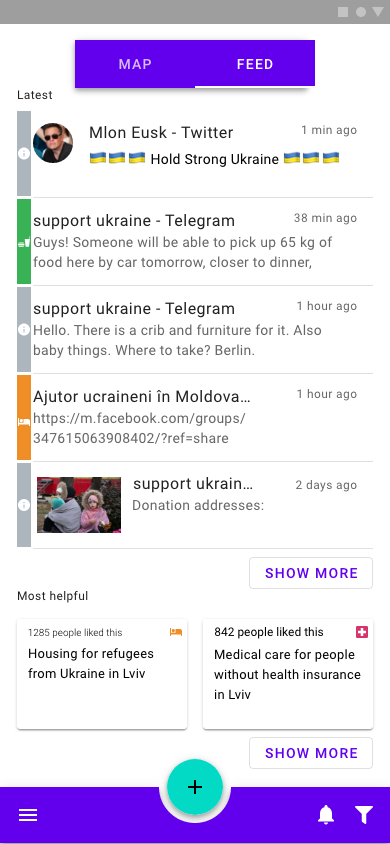 MAP
FEED
Latest
Mlon Eusk - Twitter
1 min ago
🇺🇦🇺🇦🇺🇦 Hold Strong Ukraine 🇺🇦🇺🇦🇺🇦
support ukraine - Telegram
38 min ago
Guys! Someone will be able to pick up 65 kg of
food here by car tomorrow, closer to dinner,
support ukraine - Telegram
1 hour ago
Hello. There is a crib and furniture for it. Also
baby things. Where to take? Berlin.
Ajutor ucraineni în Moldova...
1 hour ago
https://m.facebook.com/groups/
347615063908402/?ref=share
support ukrain...
2 days ago
Donation addresses:
SHOW MORE
Most helpful
1285 people liked this
Housing for refugees
from Ukraine in Lviv
842 people liked this
Medical care for people
without health insurance
in Lviv
SHOW MORE